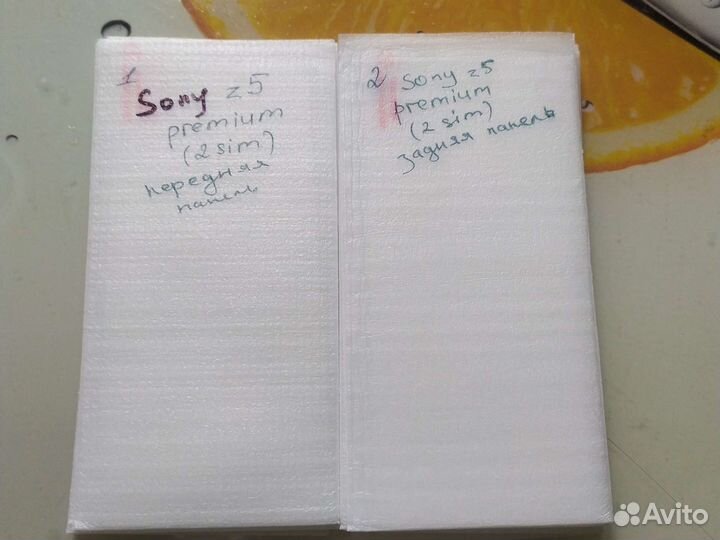 1
Sony z5
premium
(2 sim)
передняя
панель
2
Sony z5
premium
(2 sim)
задняя панель
Avito